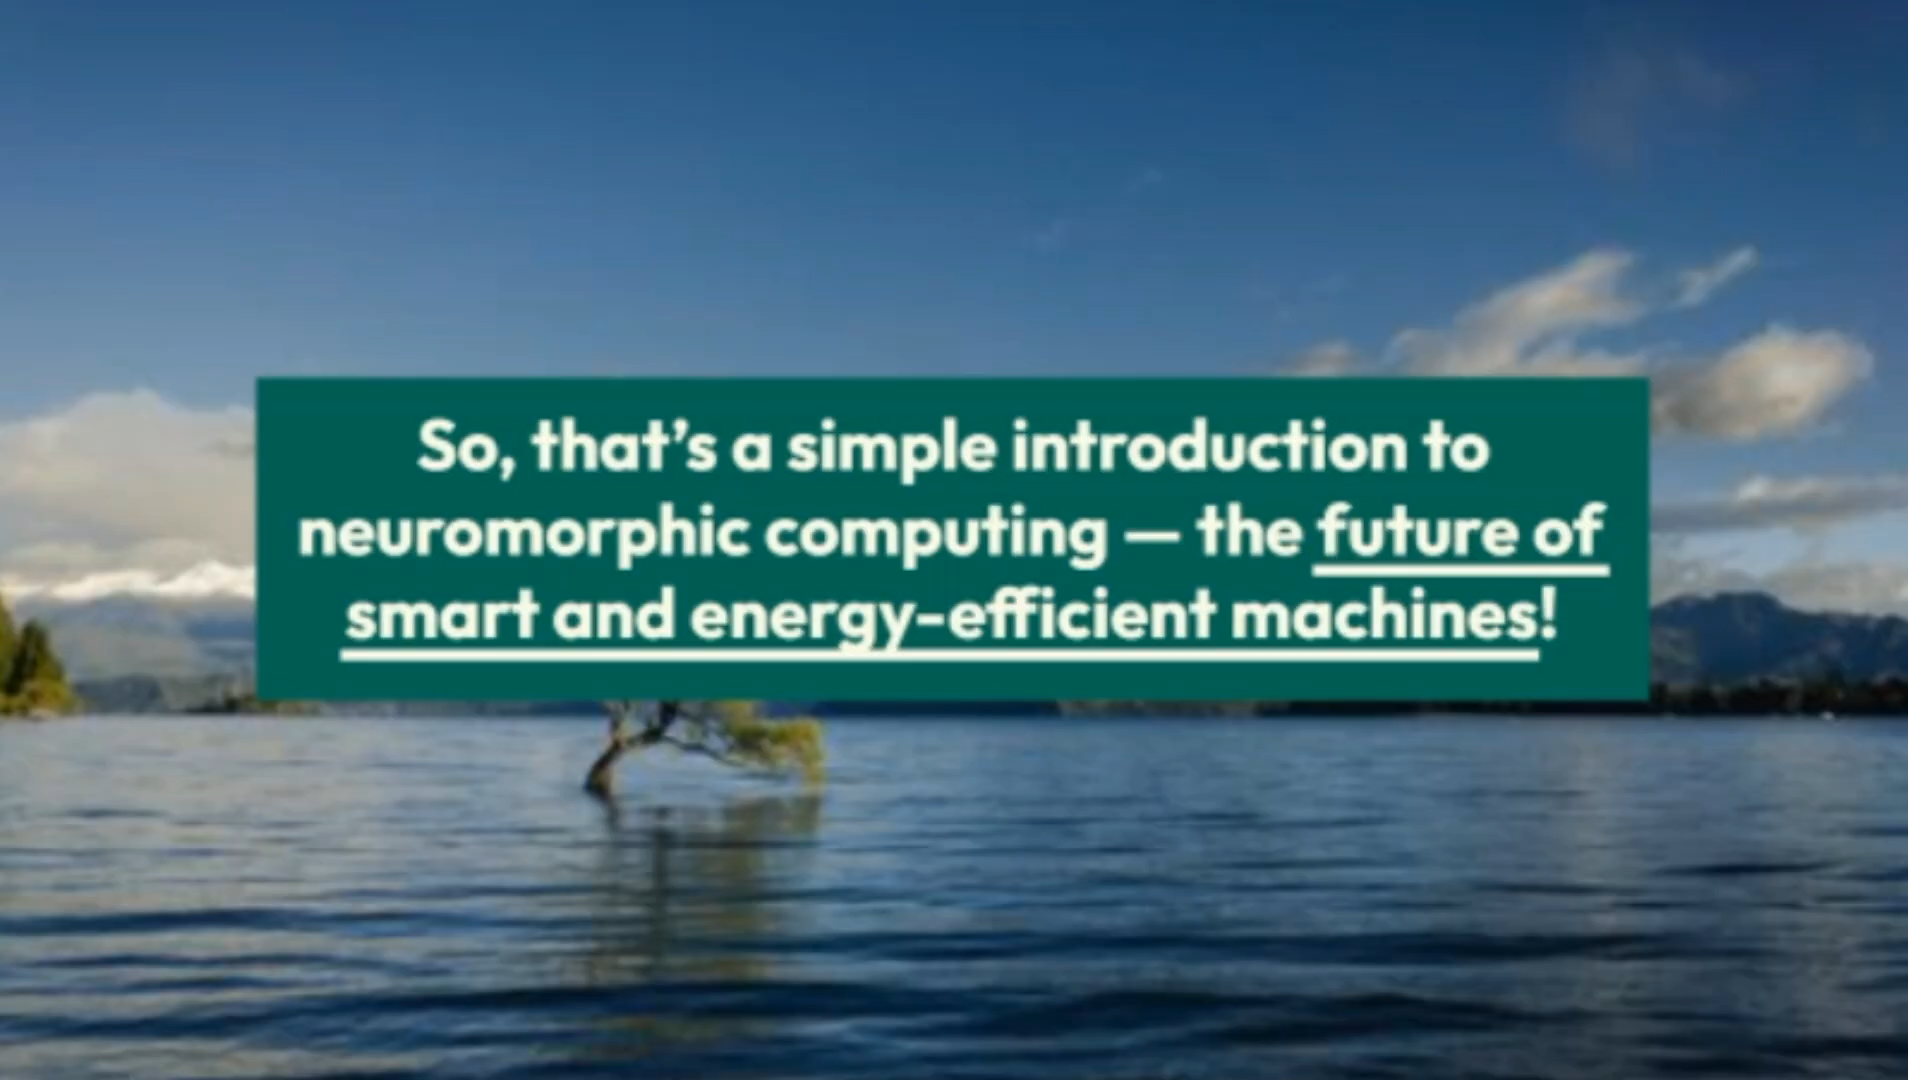 So, that’s a simple introduction to
neuromorphic computing — the future of
smart and energy-efficient machines!